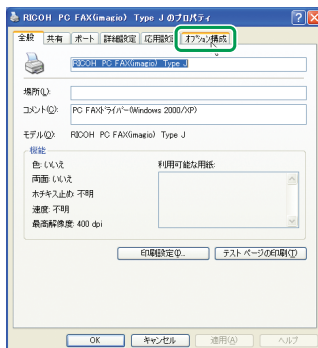 RICOH PC FAX(imagio) Type J のプロパティ
全般 共有 ポート 詳細設定 応用設定 オプション構成
RICOH PC FAX(imagio) Type J
場所(L):
コメント(C): PC FAXドライバー(Windows 2000/XP)
モデル(O): RICOH PC FAX(imagio) Type J
機能
色: いいえ 利用可能な用紙:
両面: いいえ
ホチキス止め: 不明
速度: 不明
最高解像度: 400 dpi
印刷設定(I)... テスト ページの印刷(T)
OK キャンセル 適用(A) ヘルプ